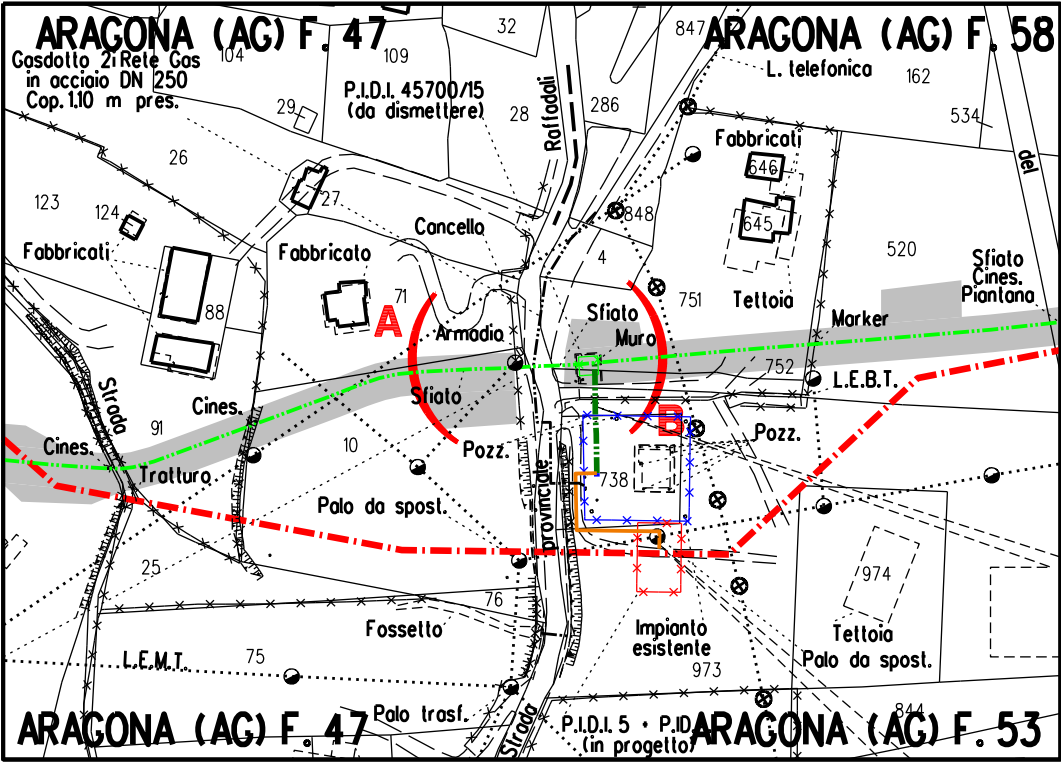 ARAGONA (AG) F. 47
ARAGONA (AG) F. 58
Gasdotto 2i Rete Gas
in acciaio DN 250
Cop. 1.10 m pres.
104
109
32
847
L. telefonica
162
P.I.D.I. 45700/15
(da dismettere)
29
28
Raffadali
286
534
Fabbricati
646
del
26
27
123
124
Cancello
848
645
Fabbricati
Fabbricato
4
520
Sfiato
Cines.
Piantana
71
751
Tettoia
88
A
Sfiato
Muro
Marker
Armadio
752
L.E.B.T.
Strada
Cines.
Sfiato
B
91
Pozz.
Cines.
10
Pozz.
Tratturo
738
Palo da spost.
provinciale
25
974
76
Fossetto
Impianto
esistente
Tettoia
Palo da spost.
L.E.M.T.
75
973
Palo trasf.
Strada
844
P.I.D.I. 5 + P.I.D.
(in progetto)
ARAGONA (AG) F. 47
ARAGONA (AG) F. 53